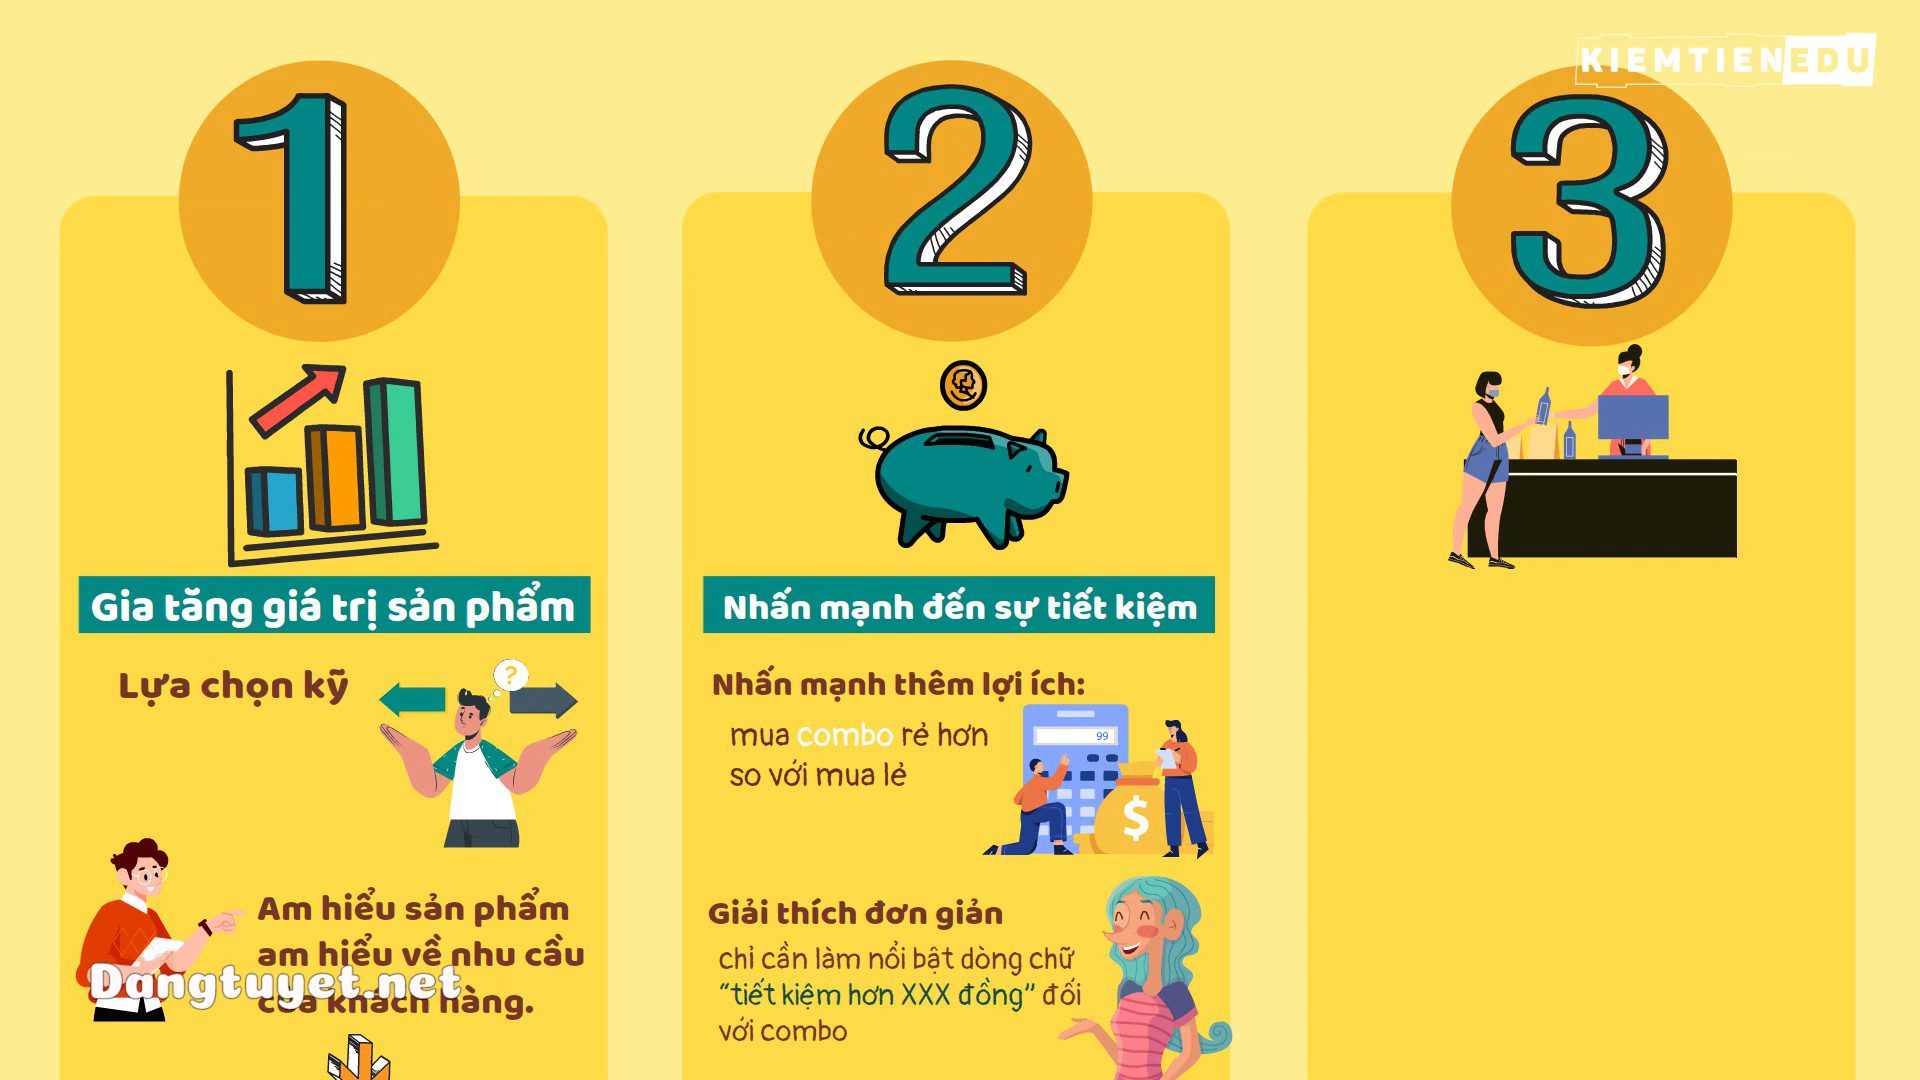 KIEMTIENEDU
1
Gia tăng giá trị sản phẩm
Lựa chọn kỹ
?
Am hiểu sản phẩm
am hiểu về nhu cầu
của khách hàng.
Dangtuyet.net
2
Nhấn mạnh đến sự tiết kiệm
Nhấn mạnh thêm lợi ích:
mua combo rẻ hơn
so với mua lẻ
99
$
Giải thích đơn giản
chỉ cần làm nổi bật dòng chữ
“tiết kiệm hơn XXX đồng” đối
với combo
3